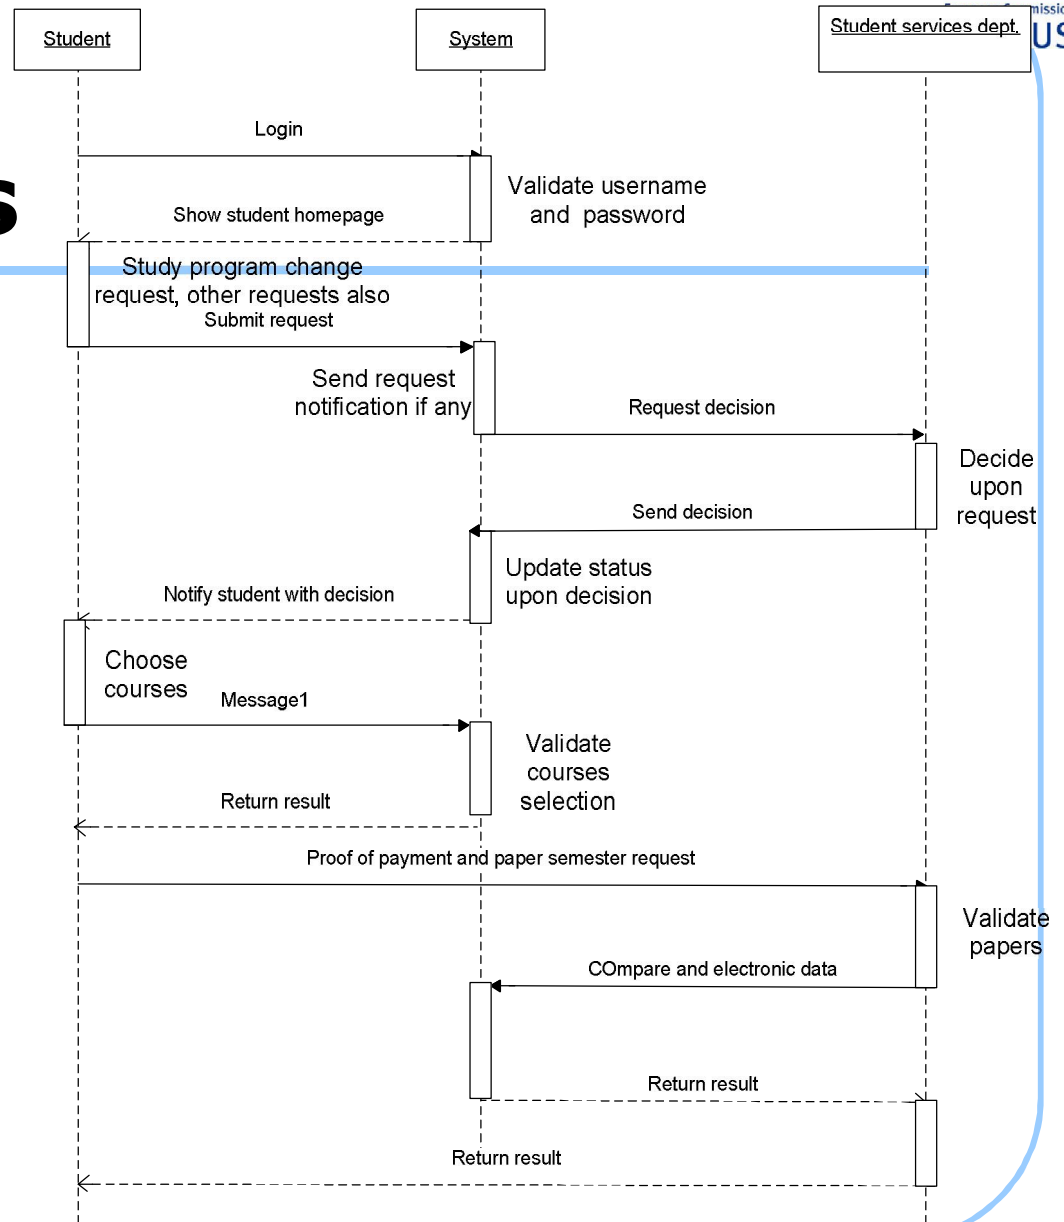 Student
System
Student services dept.
US
Login
Validate username
and password
s
Show student homepage
Study program change
request, other requests also
Submit request
Send request
notification if any
Request decision
Decide
upon
request
Send decision
Update status
upon decision
Notify student with decision
Choose
courses
Message1
Validate
courses
selection
Return result
Proof of payment and paper semester request
Validate
papers
COmpare and electronic data
Return result
Return result